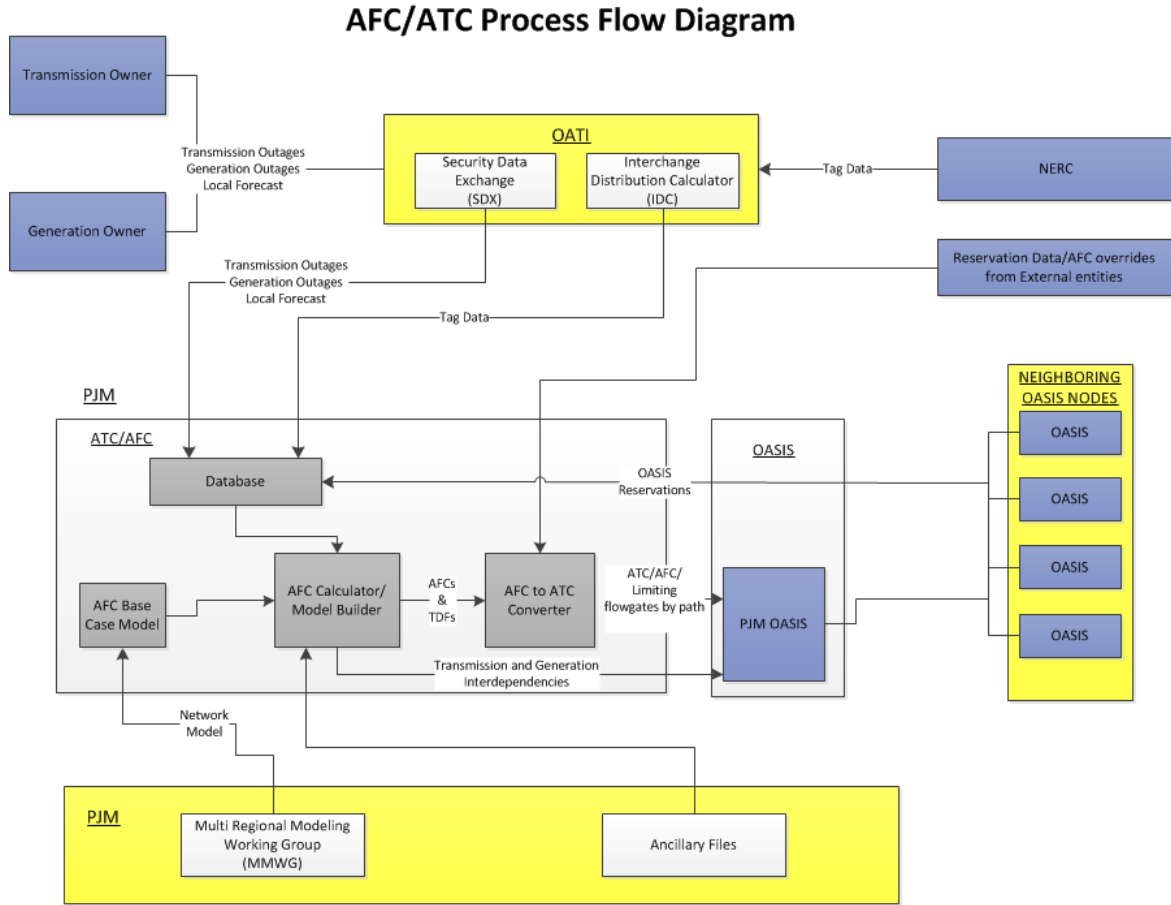 AFC/ATC Process Flow Diagram
Transmission Owner
Transmission Outages
Generation Outages
Local Forecast
Generation Owner
OATI
Security Data
Exchange
(SDX)
Interchange
Distribution Calculator
(IDC)
Tag Data
NERC
Reservation Data/AFC overrides
from External entities
Transmission Outages
Generation Outages
Local Forecast
Tag Data
PJM
ATC/AFC
Database
AFC Base
Case Model
AFC Calculator/
Model Builder
AFCs
&
TDFs
AFC to ATC
Converter
OASIS
Reservations
ATC/AFC/
Limiting
flowgates by path
Transmission and Generation
Interdependencies
OASIS
PJM OASIS
NEIGHBORING
OASIS NODES
OASIS
OASIS
OASIS
OASIS
Network
Model
PJM
Multi Regional Modeling
Working Group
(MMWG)
Ancillary Files